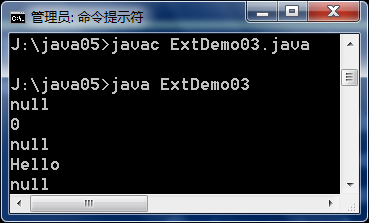 管理员: 命令提示符
J:\java05>javac ExtDemo03.java
J:\java05>java ExtDemo03
null
0
null
Hello
null